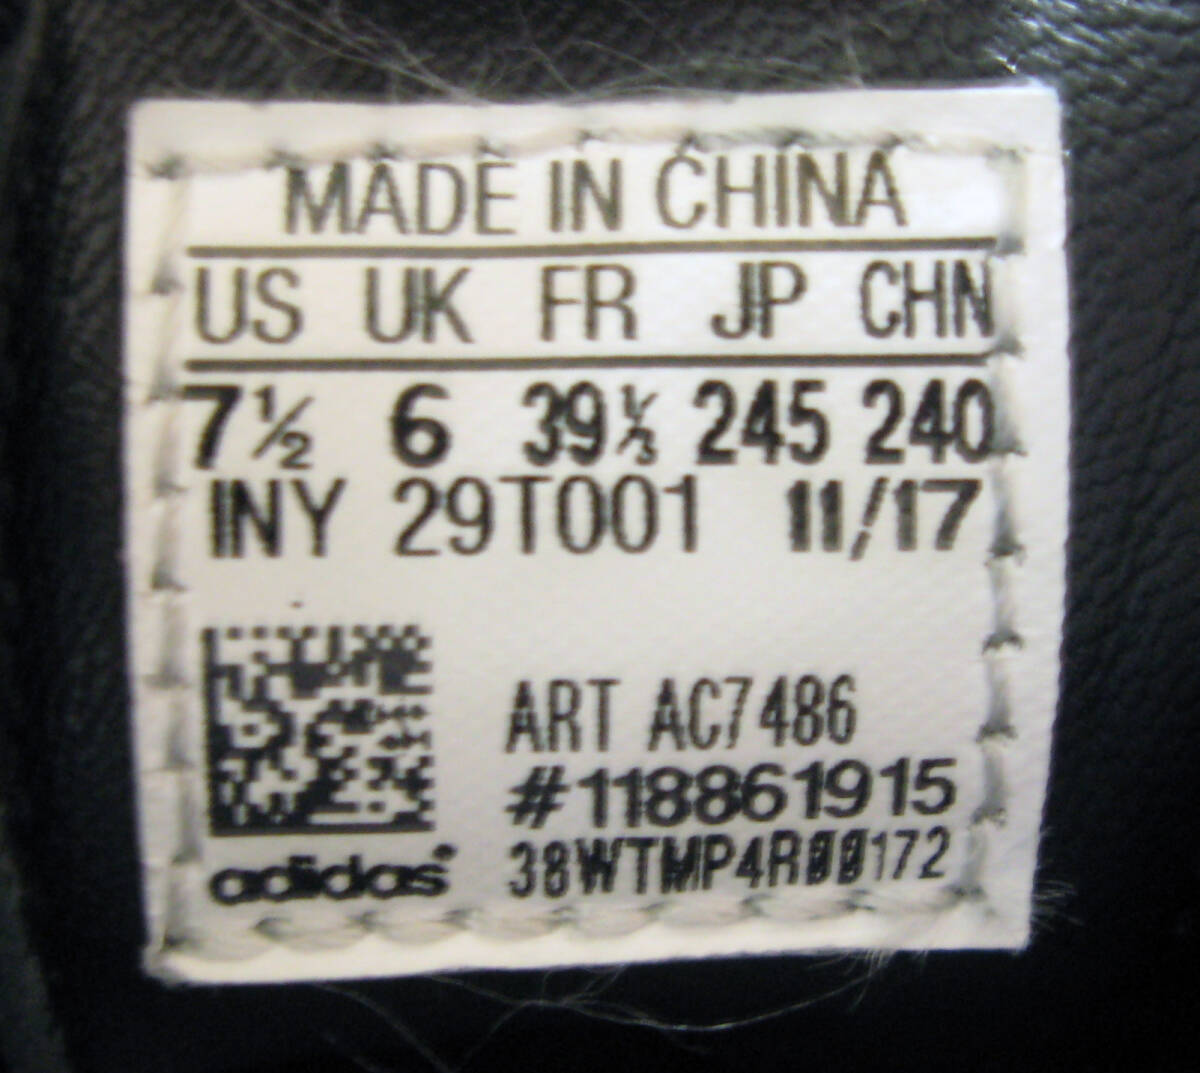 MADE IN CHINA
US UK FR JP CHN
7½ 6 39⅓ 245 240
INY 29T001 11/17
ART AC7486
#118861915
adidas® 38WTMP4R00172